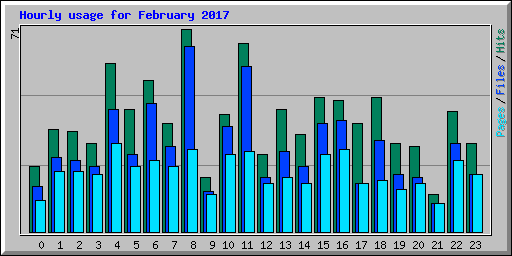 Hourly usage for February 2017
71
Pages / Files / Hits
0 1 2 3 4 5 6 7 8 9 10 11 12 13 14 15 16 17 18 19 20 21 22 23